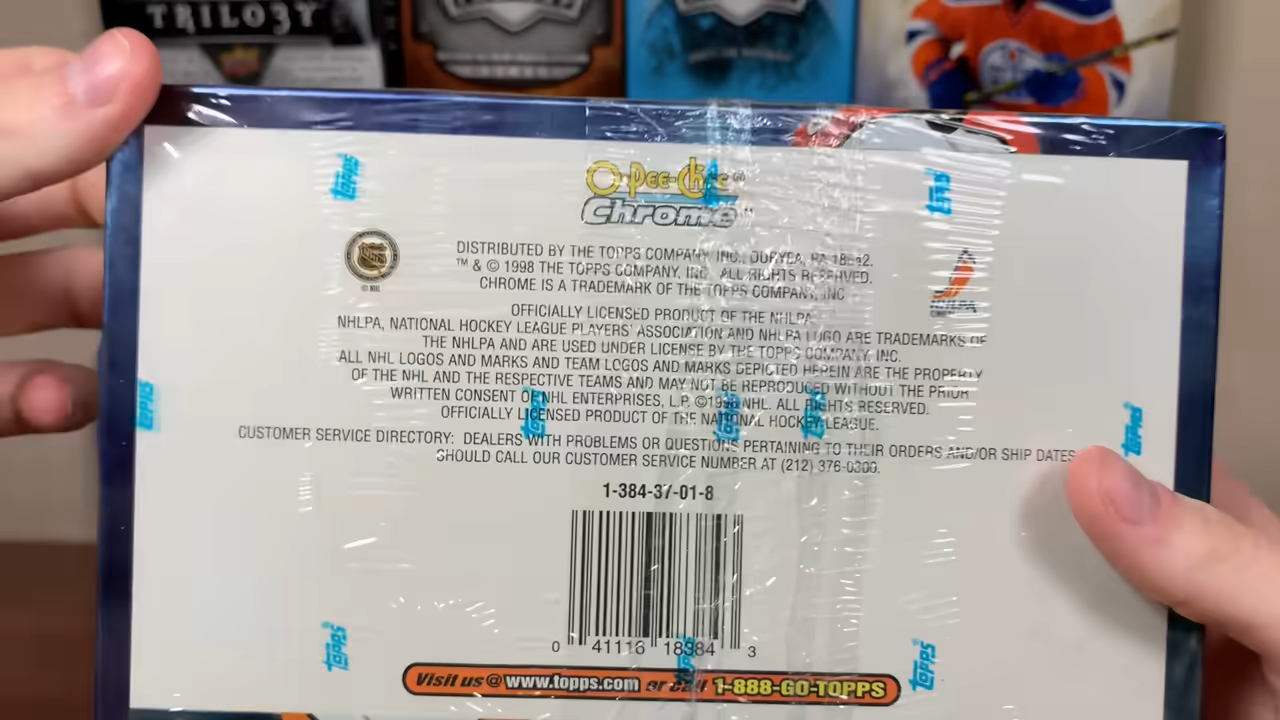 TRILO3Y
O-Pee-Chee
Chrome™
DISTRIBUTED BY THE TOPPS COMPANY, INC., DURYEA, PA 18642.
™ & © 1998 THE TOPPS COMPANY, INC. ALL RIGHTS RESERVED.
CHROME IS A TRADEMARK OF THE TOPPS COMPANY, INC
© NHL
NHLPA
OFFICIALLY LICENSED PRODUCT OF THE NHLPA.
NHLPA, NATIONAL HOCKEY LEAGUE PLAYERS' ASSOCIATION AND NHLPA LOGO ARE TRADEMARKS OF
THE NHLPA AND ARE USED UNDER LICENSE BY THE TOPPS COMPANY, INC.
ALL NHL LOGOS AND MARKS AND TEAM LOGOS AND MARKS DEPICTED HEREIN ARE THE PROPERTY
OF THE NHL AND THE RESPECTIVE TEAMS AND MAY NOT BE REPRODUCED WITHOUT THE PRIOR
WRITTEN CONSENT OF NHL ENTERPRISES, L.P. ©1998 NHL. ALL RIGHTS RESERVED.
OFFICIALLY LICENSED PRODUCT OF THE NATIONAL HOCKEY LEAGUE.
CUSTOMER SERVICE DIRECTORY: DEALERS WITH PROBLEMS OR QUESTIONS PERTAINING TO THEIR ORDERS AND/OR SHIP DATES
SHOULD CALL OUR CUSTOMER SERVICE NUMBER AT (212) 376-0300.
1-384-37-01-8
0 41116 18384 3
Visit us @ www.topps.com or call 1-888-GO-TOPPS
TOPPS
TOPPS
TOPPS
TOPPS
TOPPS
TOPPS
TOPPS
TOPPS
TOPPS
TOPPS